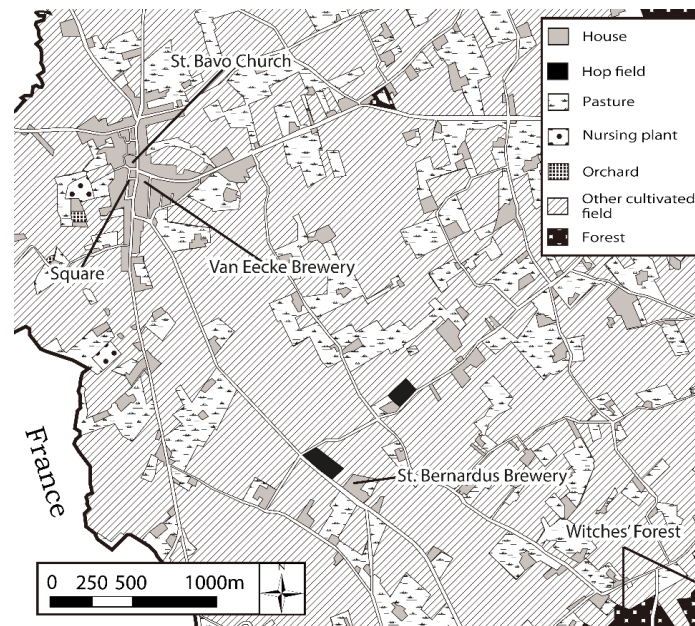 St. Bavo Church
Square
Van Eecke Brewery
France
St. Bernardus Brewery
Witches' Forest
House
Hop field
Pasture
Nursing plant
Orchard
Other cultivated
field
Forest
0 250 500 1000m
N